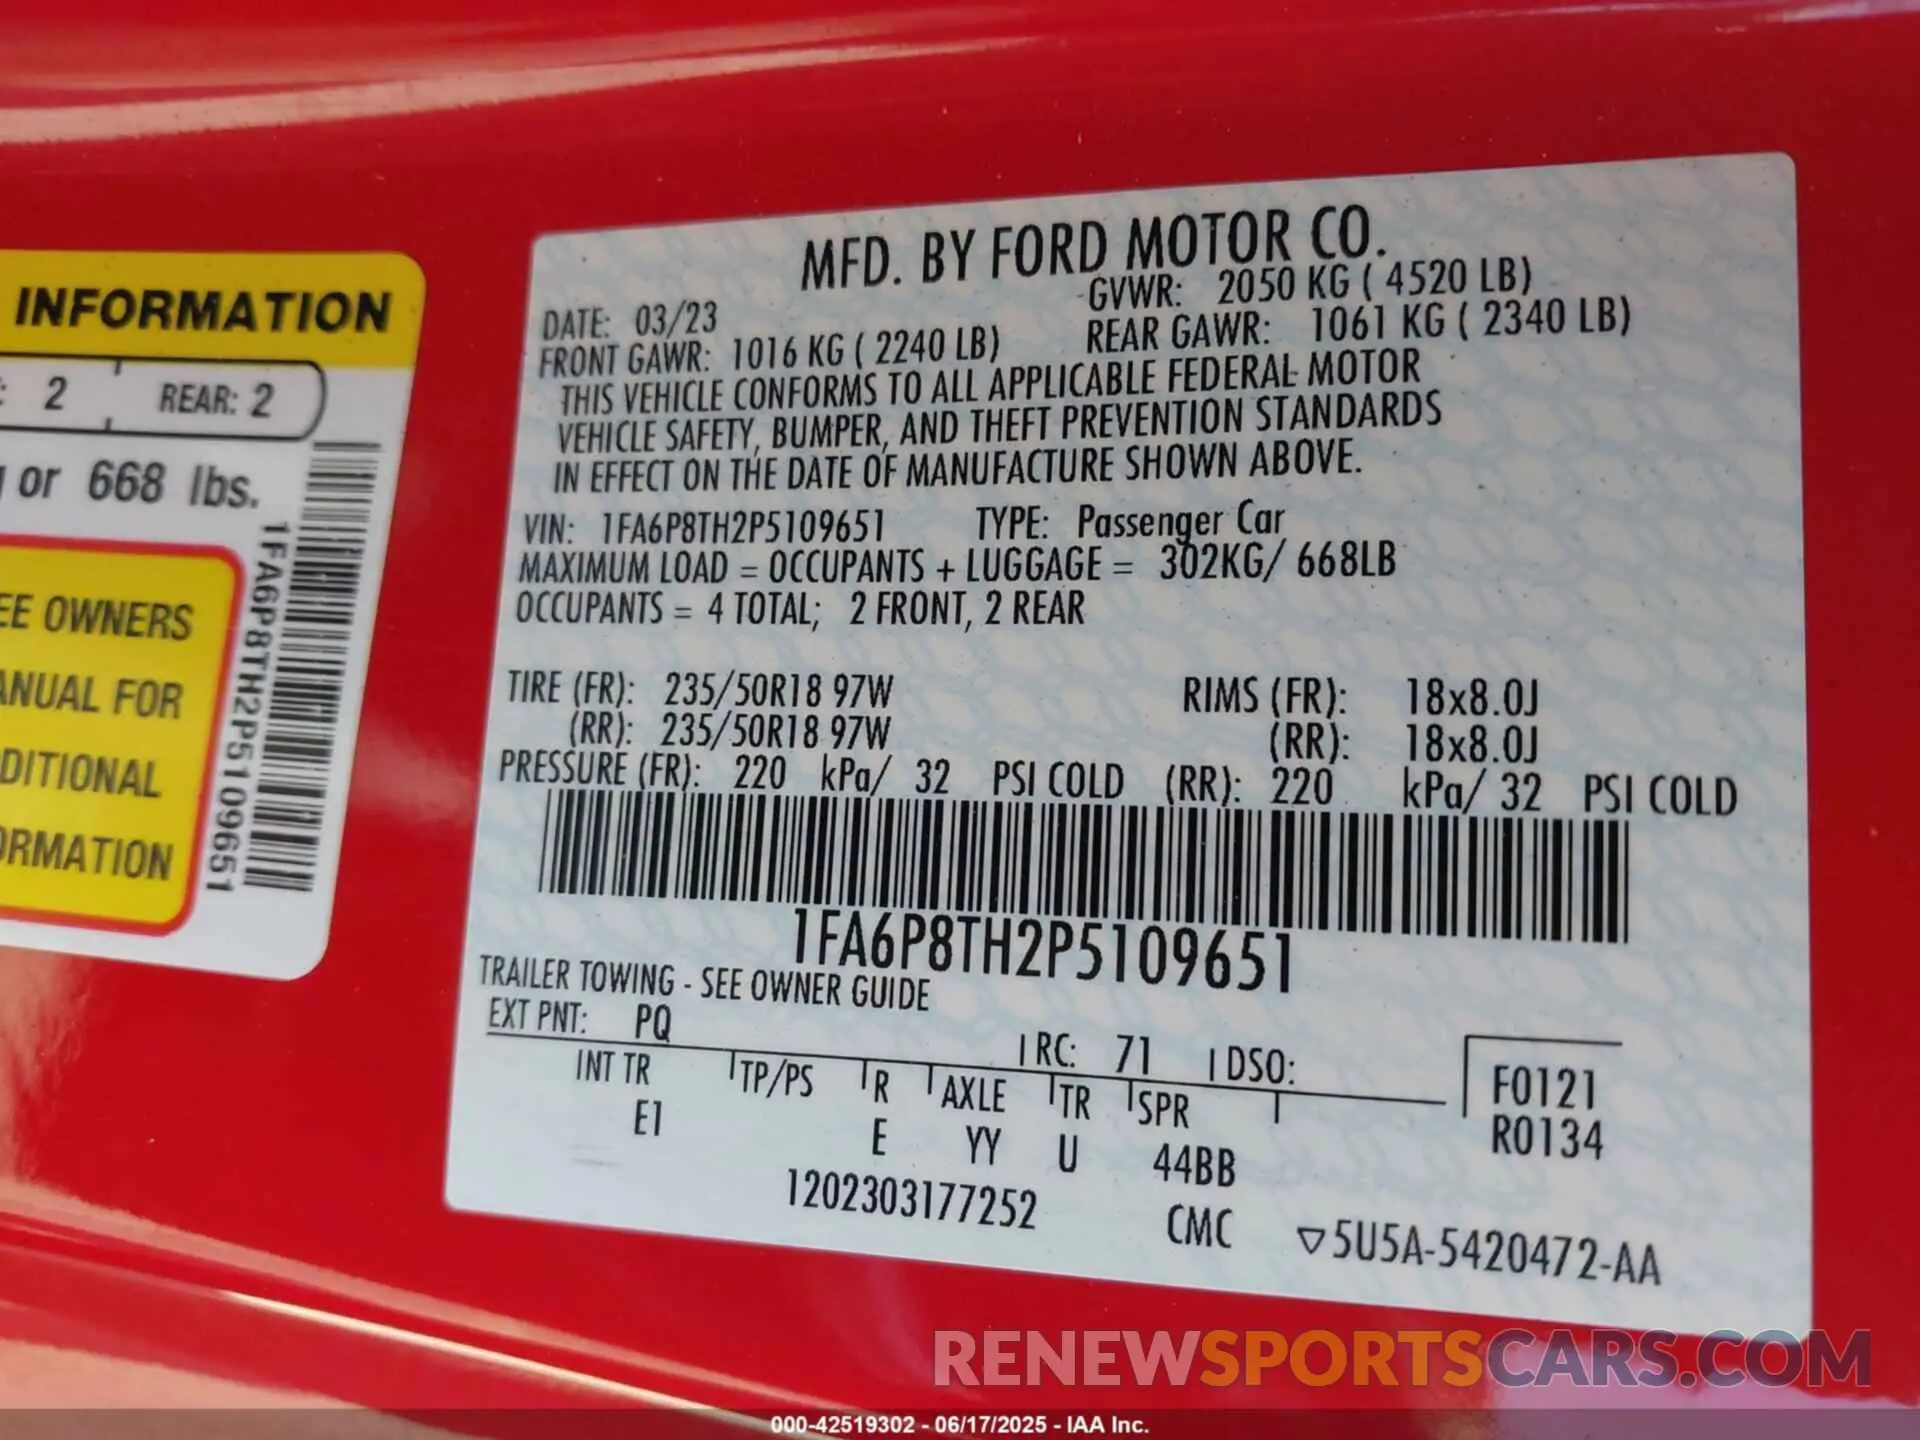 INFORMATION
2 REAR: 2
or 668 lbs.
EE OWNERS
ANUAL FOR
DITIONAL
ORMATION
1FA6P8TH2P5109651
MFD. BY FORD MOTOR CO.
DATE: 03/23 GVWR: 2050 KG ( 4520 LB)
FRONT GAWR: 1016 KG ( 2240 LB) REAR GAWR: 1061 KG ( 2340 LB)
THIS VEHICLE CONFORMS TO ALL APPLICABLE FEDERAL MOTOR
VEHICLE SAFETY, BUMPER, AND THEFT PREVENTION STANDARDS
IN EFFECT ON THE DATE OF MANUFACTURE SHOWN ABOVE.
VIN: 1FA6P8TH2P5109651 TYPE: Passenger Car
MAXIMUM LOAD = OCCUPANTS + LUGGAGE = 302KG/ 668LB
OCCUPANTS = 4 TOTAL; 2 FRONT, 2 REAR
TIRE (FR): 235/50R18 97W RIMS (FR): 18x8.0J
(RR): 235/50R18 97W (RR): 18x8.0J
PRESSURE (FR): 220 kPa/ 32 PSI COLD (RR): 220 kPa/ 32 PSI COLD
1FA6P8TH2P5109651
TRAILER TOWING - SEE OWNER GUIDE
EXT PNT: PQ RC: 71 DSO:
INT TR TP/PS R AXLE TR SPR F0121
E1 E YY U 44BB R0134
1202303177252 CMC ▽5U5A-5420472-AA
RENEWSPORTSCARS.COM
000-42519302 - 06/17/2025 - IAA Inc.